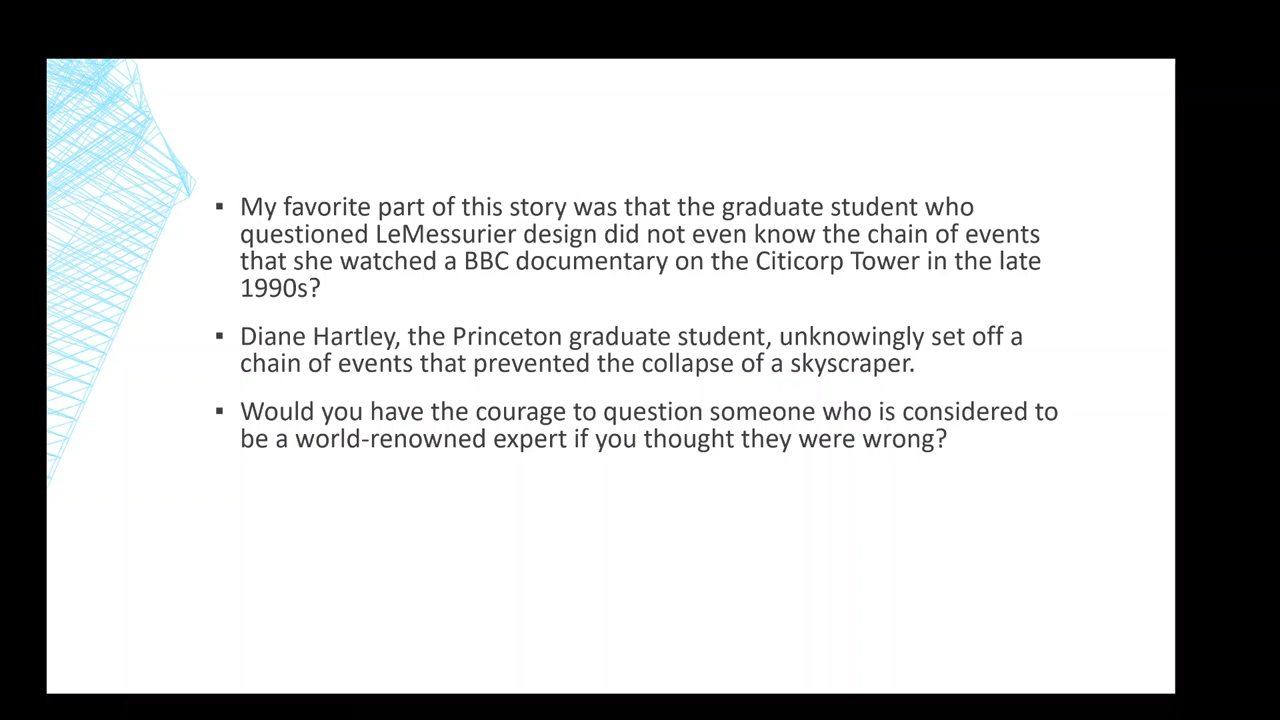 ▪ My favorite part of this story was that the graduate student who
questioned LeMessurier design did not even know the chain of events
that she watched a BBC documentary on the Citicorp Tower in the late
1990s?
▪ Diane Hartley, the Princeton graduate student, unknowingly set off a
chain of events that prevented the collapse of a skyscraper.
▪ Would you have the courage to question someone who is considered to
be a world-renowned expert if you thought they were wrong?